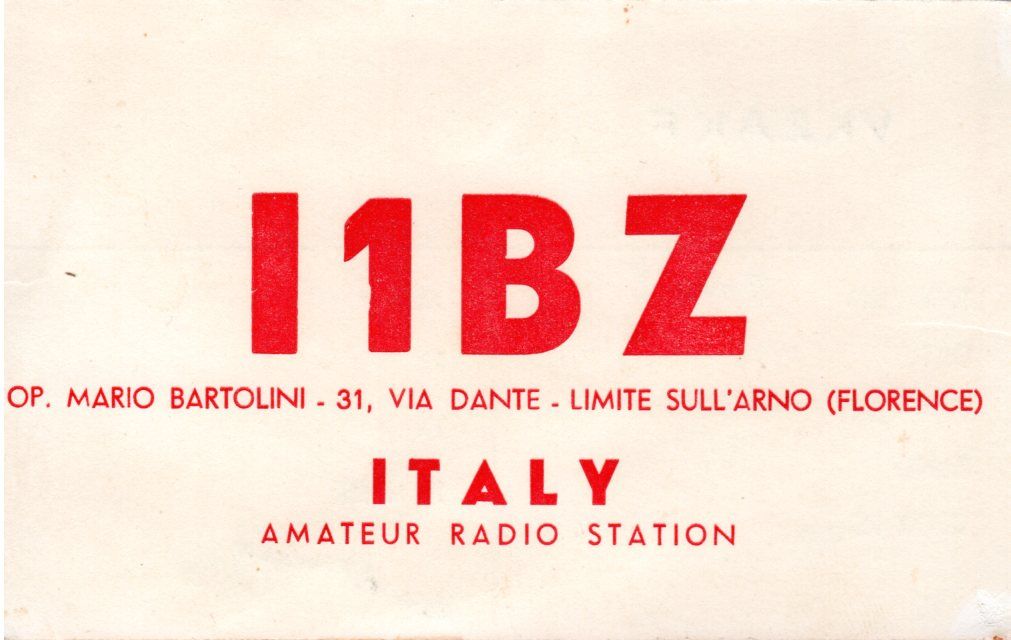 I1BZ
OP. MARIO BARTOLINI - 31, VIA DANTE - LIMITE SULL'ARNO (FLORENCE)
ITALY
AMATEUR RADIO STATION